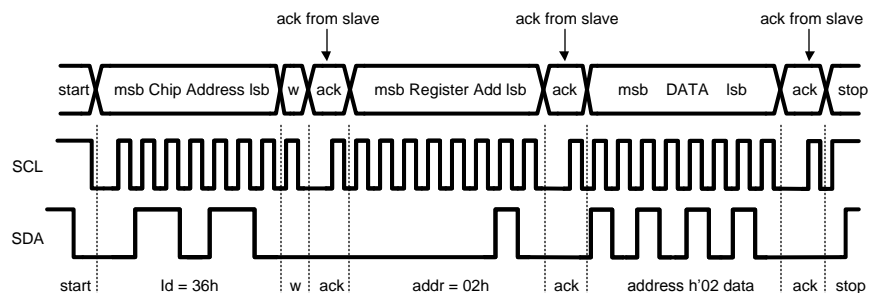 ack from slave ack from slave ack from slave
start msb Chip Address lsb w ack msb Register Add lsb ack msb DATA lsb ack stop
SCL
SDA
start Id = 36h w ack addr = 02h ack address h'02 data ack stop